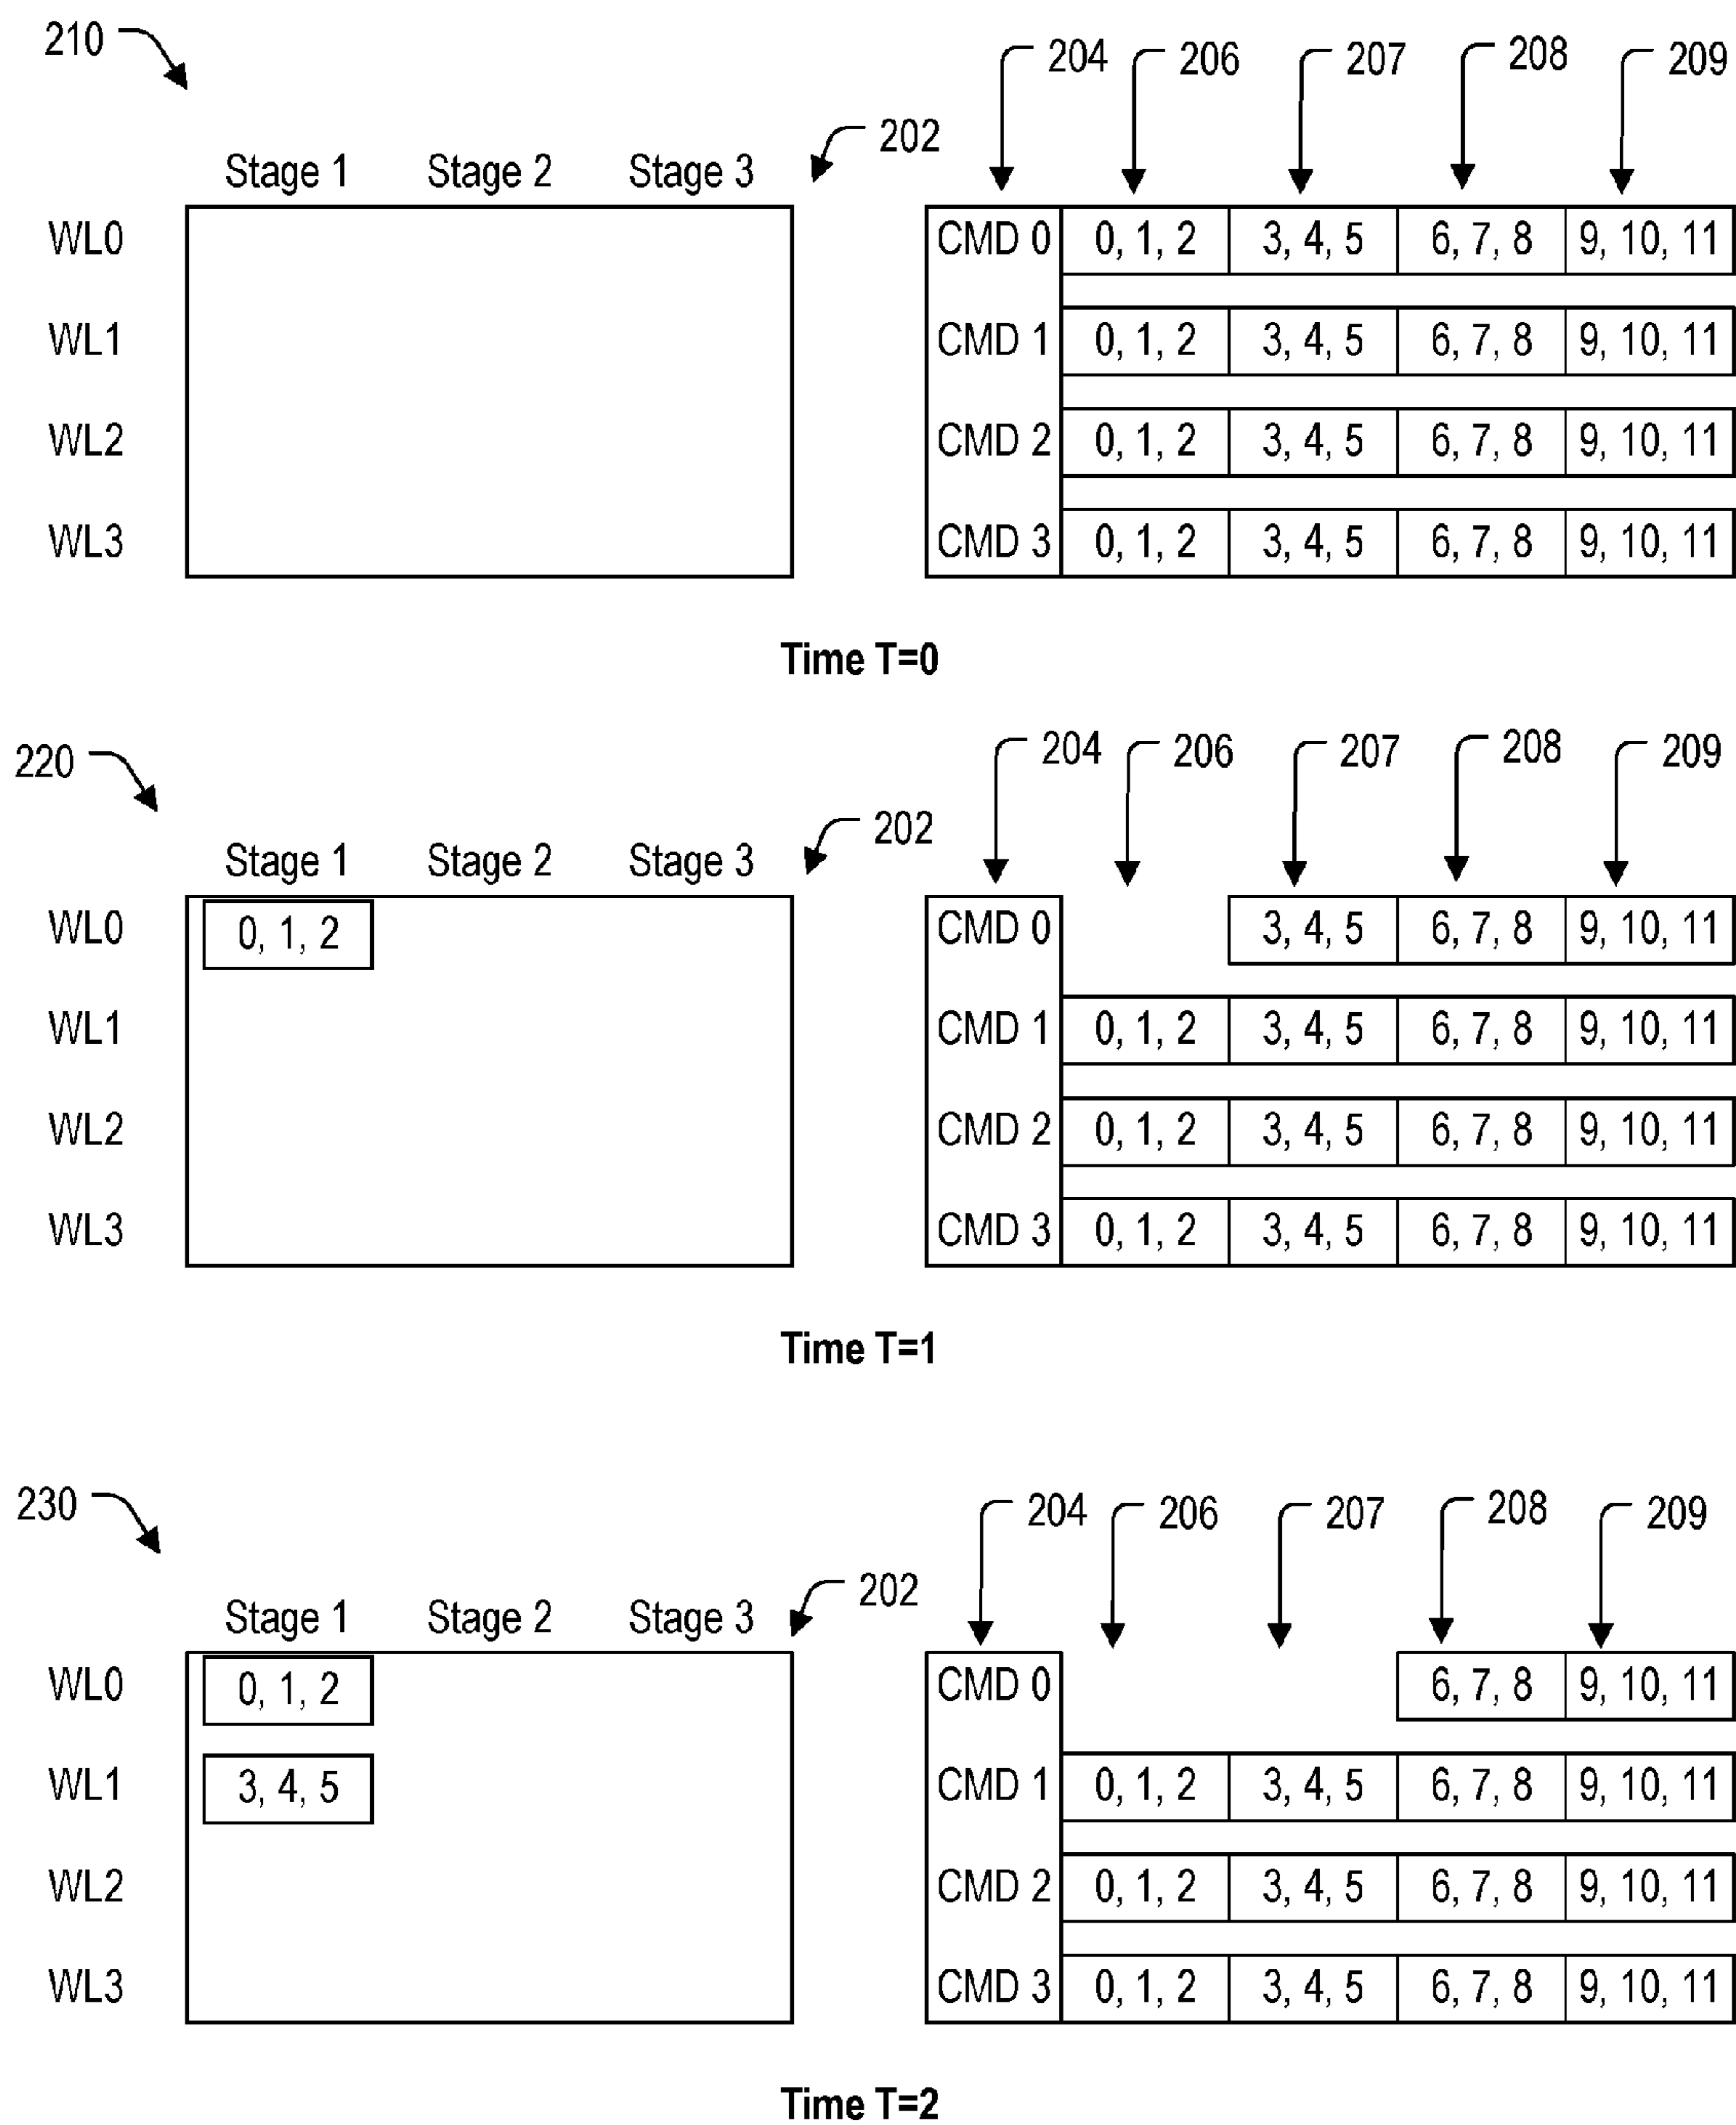 210 204 206 207 208 209
202
Stage 1 Stage 2 Stage 3
WL0 CMD 0 0, 1, 2 3, 4, 5 6, 7, 8 9, 10, 11
WL1 CMD 1 0, 1, 2 3, 4, 5 6, 7, 8 9, 10, 11
WL2 CMD 2 0, 1, 2 3, 4, 5 6, 7, 8 9, 10, 11
WL3 CMD 3 0, 1, 2 3, 4, 5 6, 7, 8 9, 10, 11
Time T=0
220 204 206 207 208 209
202
Stage 1 Stage 2 Stage 3
WL0 0, 1, 2 CMD 0 3, 4, 5 6, 7, 8 9, 10, 11
WL1 CMD 1 0, 1, 2 3, 4, 5 6, 7, 8 9, 10, 11
WL2 CMD 2 0, 1, 2 3, 4, 5 6, 7, 8 9, 10, 11
WL3 CMD 3 0, 1, 2 3, 4, 5 6, 7, 8 9, 10, 11
Time T=1
230 204 206 207 208 209
202
Stage 1 Stage 2 Stage 3
WL0 0, 1, 2 CMD 0 6, 7, 8 9, 10, 11
WL1 3, 4, 5 CMD 1 0, 1, 2 3, 4, 5 6, 7, 8 9, 10, 11
WL2 CMD 2 0, 1, 2 3, 4, 5 6, 7, 8 9, 10, 11
WL3 CMD 3 0, 1, 2 3, 4, 5 6, 7, 8 9, 10, 11
Time T=2